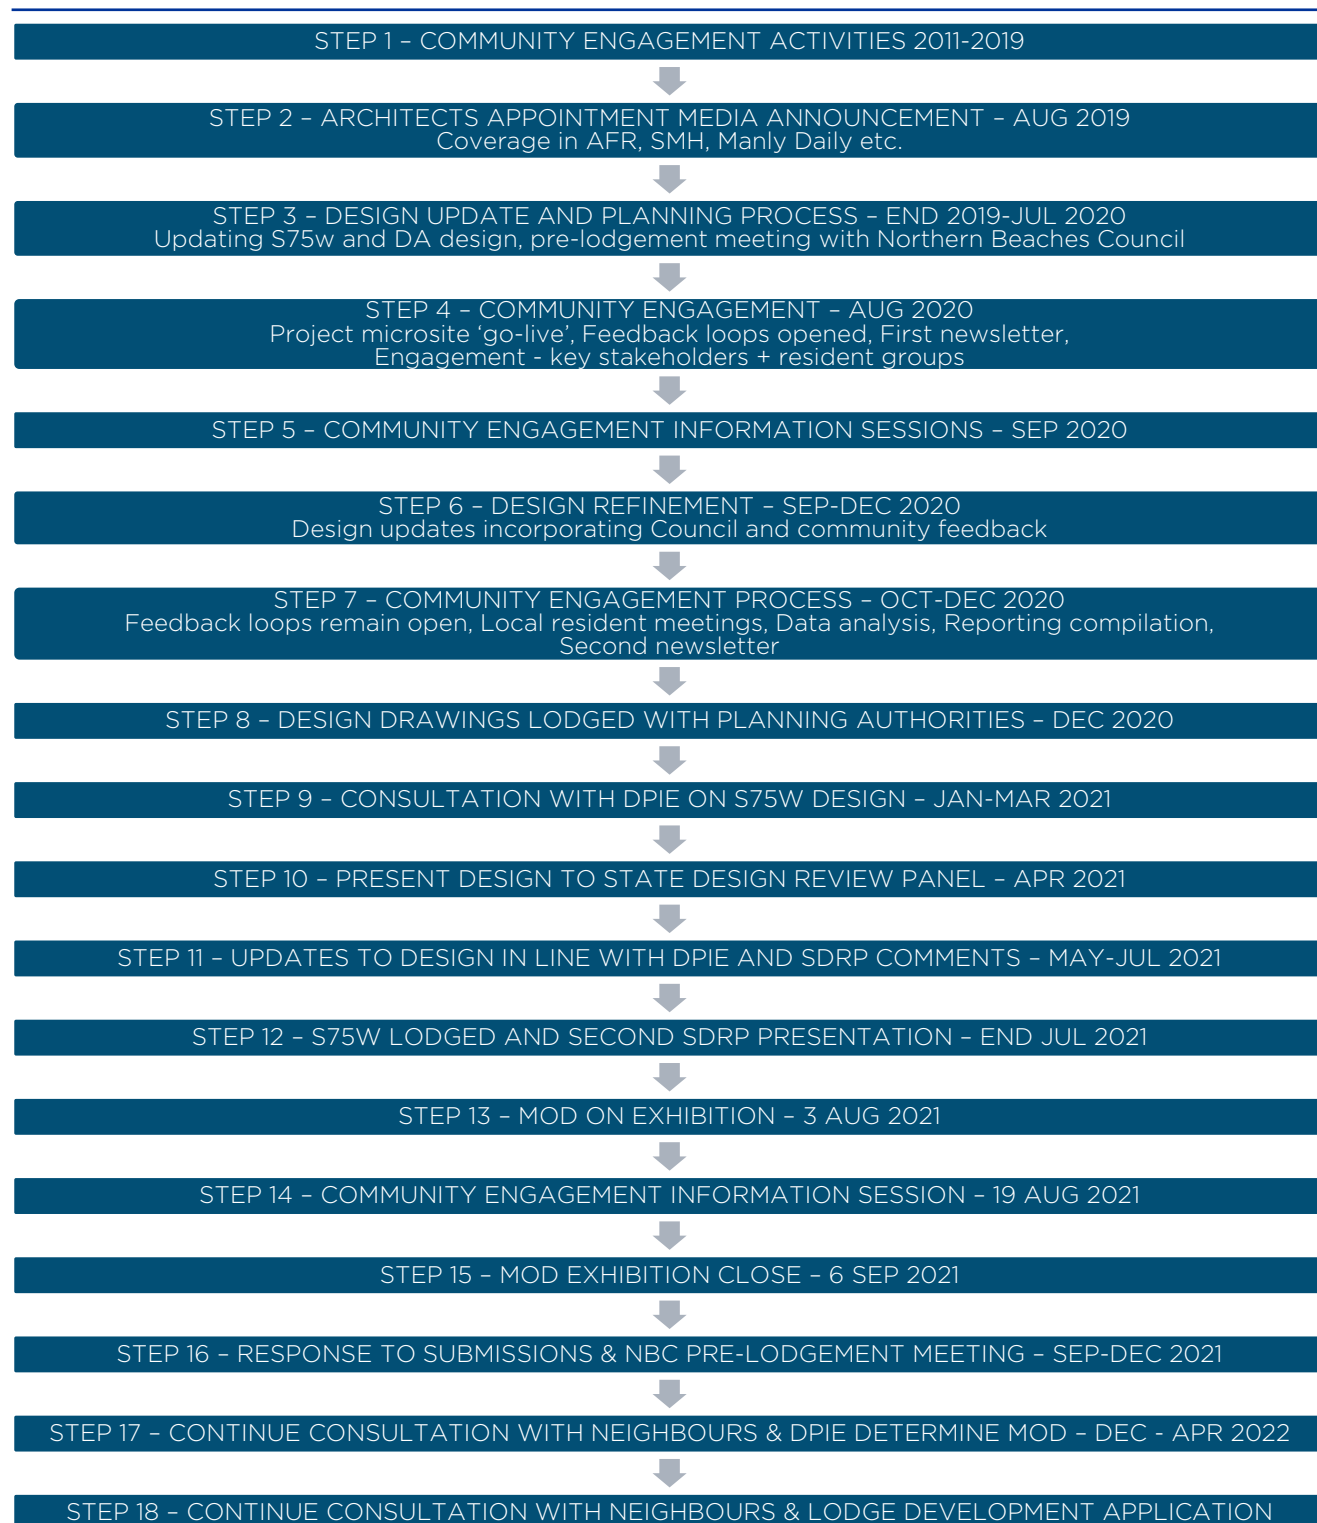 STEP 1 – COMMUNITY ENGAGEMENT ACTIVITIES 2011-2019
STEP 2 – ARCHITECTS APPOINTMENT MEDIA ANNOUNCEMENT – AUG 2019
Coverage in AFR, SMH, Manly Daily etc.
STEP 3 – DESIGN UPDATE AND PLANNING PROCESS – END 2019-JUL 2020
Updating S75w and DA design, pre-lodgement meeting with Northern Beaches Council
STEP 4 – COMMUNITY ENGAGEMENT – AUG 2020
Project microsite ‘go-live’, Feedback loops opened, First newsletter,
Engagement - key stakeholders + resident groups
STEP 5 – COMMUNITY ENGAGEMENT INFORMATION SESSIONS – SEP 2020
STEP 6 – DESIGN REFINEMENT – SEP-DEC 2020
Design updates incorporating Council and community feedback
STEP 7 – COMMUNITY ENGAGEMENT PROCESS – OCT-DEC 2020
Feedback loops remain open, Local resident meetings, Data analysis, Reporting compilation,
Second newsletter
STEP 8 – DESIGN DRAWINGS LODGED WITH PLANNING AUTHORITIES – DEC 2020
STEP 9 – CONSULTATION WITH DPIE ON S75W DESIGN – JAN-MAR 2021
STEP 10 – PRESENT DESIGN TO STATE DESIGN REVIEW PANEL – APR 2021
STEP 11 – UPDATES TO DESIGN IN LINE WITH DPIE AND SDRP COMMENTS – MAY-JUL 2021
STEP 12 – S75W LODGED AND SECOND SDRP PRESENTATION – END JUL 2021
STEP 13 – MOD ON EXHIBITION – 3 AUG 2021
STEP 14 – COMMUNITY ENGAGEMENT INFORMATION SESSION – 19 AUG 2021
STEP 15 – MOD EXHIBITION CLOSE – 6 SEP 2021
STEP 16 – RESPONSE TO SUBMISSIONS & NBC PRE-LODGEMENT MEETING – SEP-DEC 2021
STEP 17 – CONTINUE CONSULTATION WITH NEIGHBOURS & DPIE DETERMINE MOD – DEC - APR 2022
STEP 18 – CONTINUE CONSULTATION WITH NEIGHBOURS & LODGE DEVELOPMENT APPLICATION